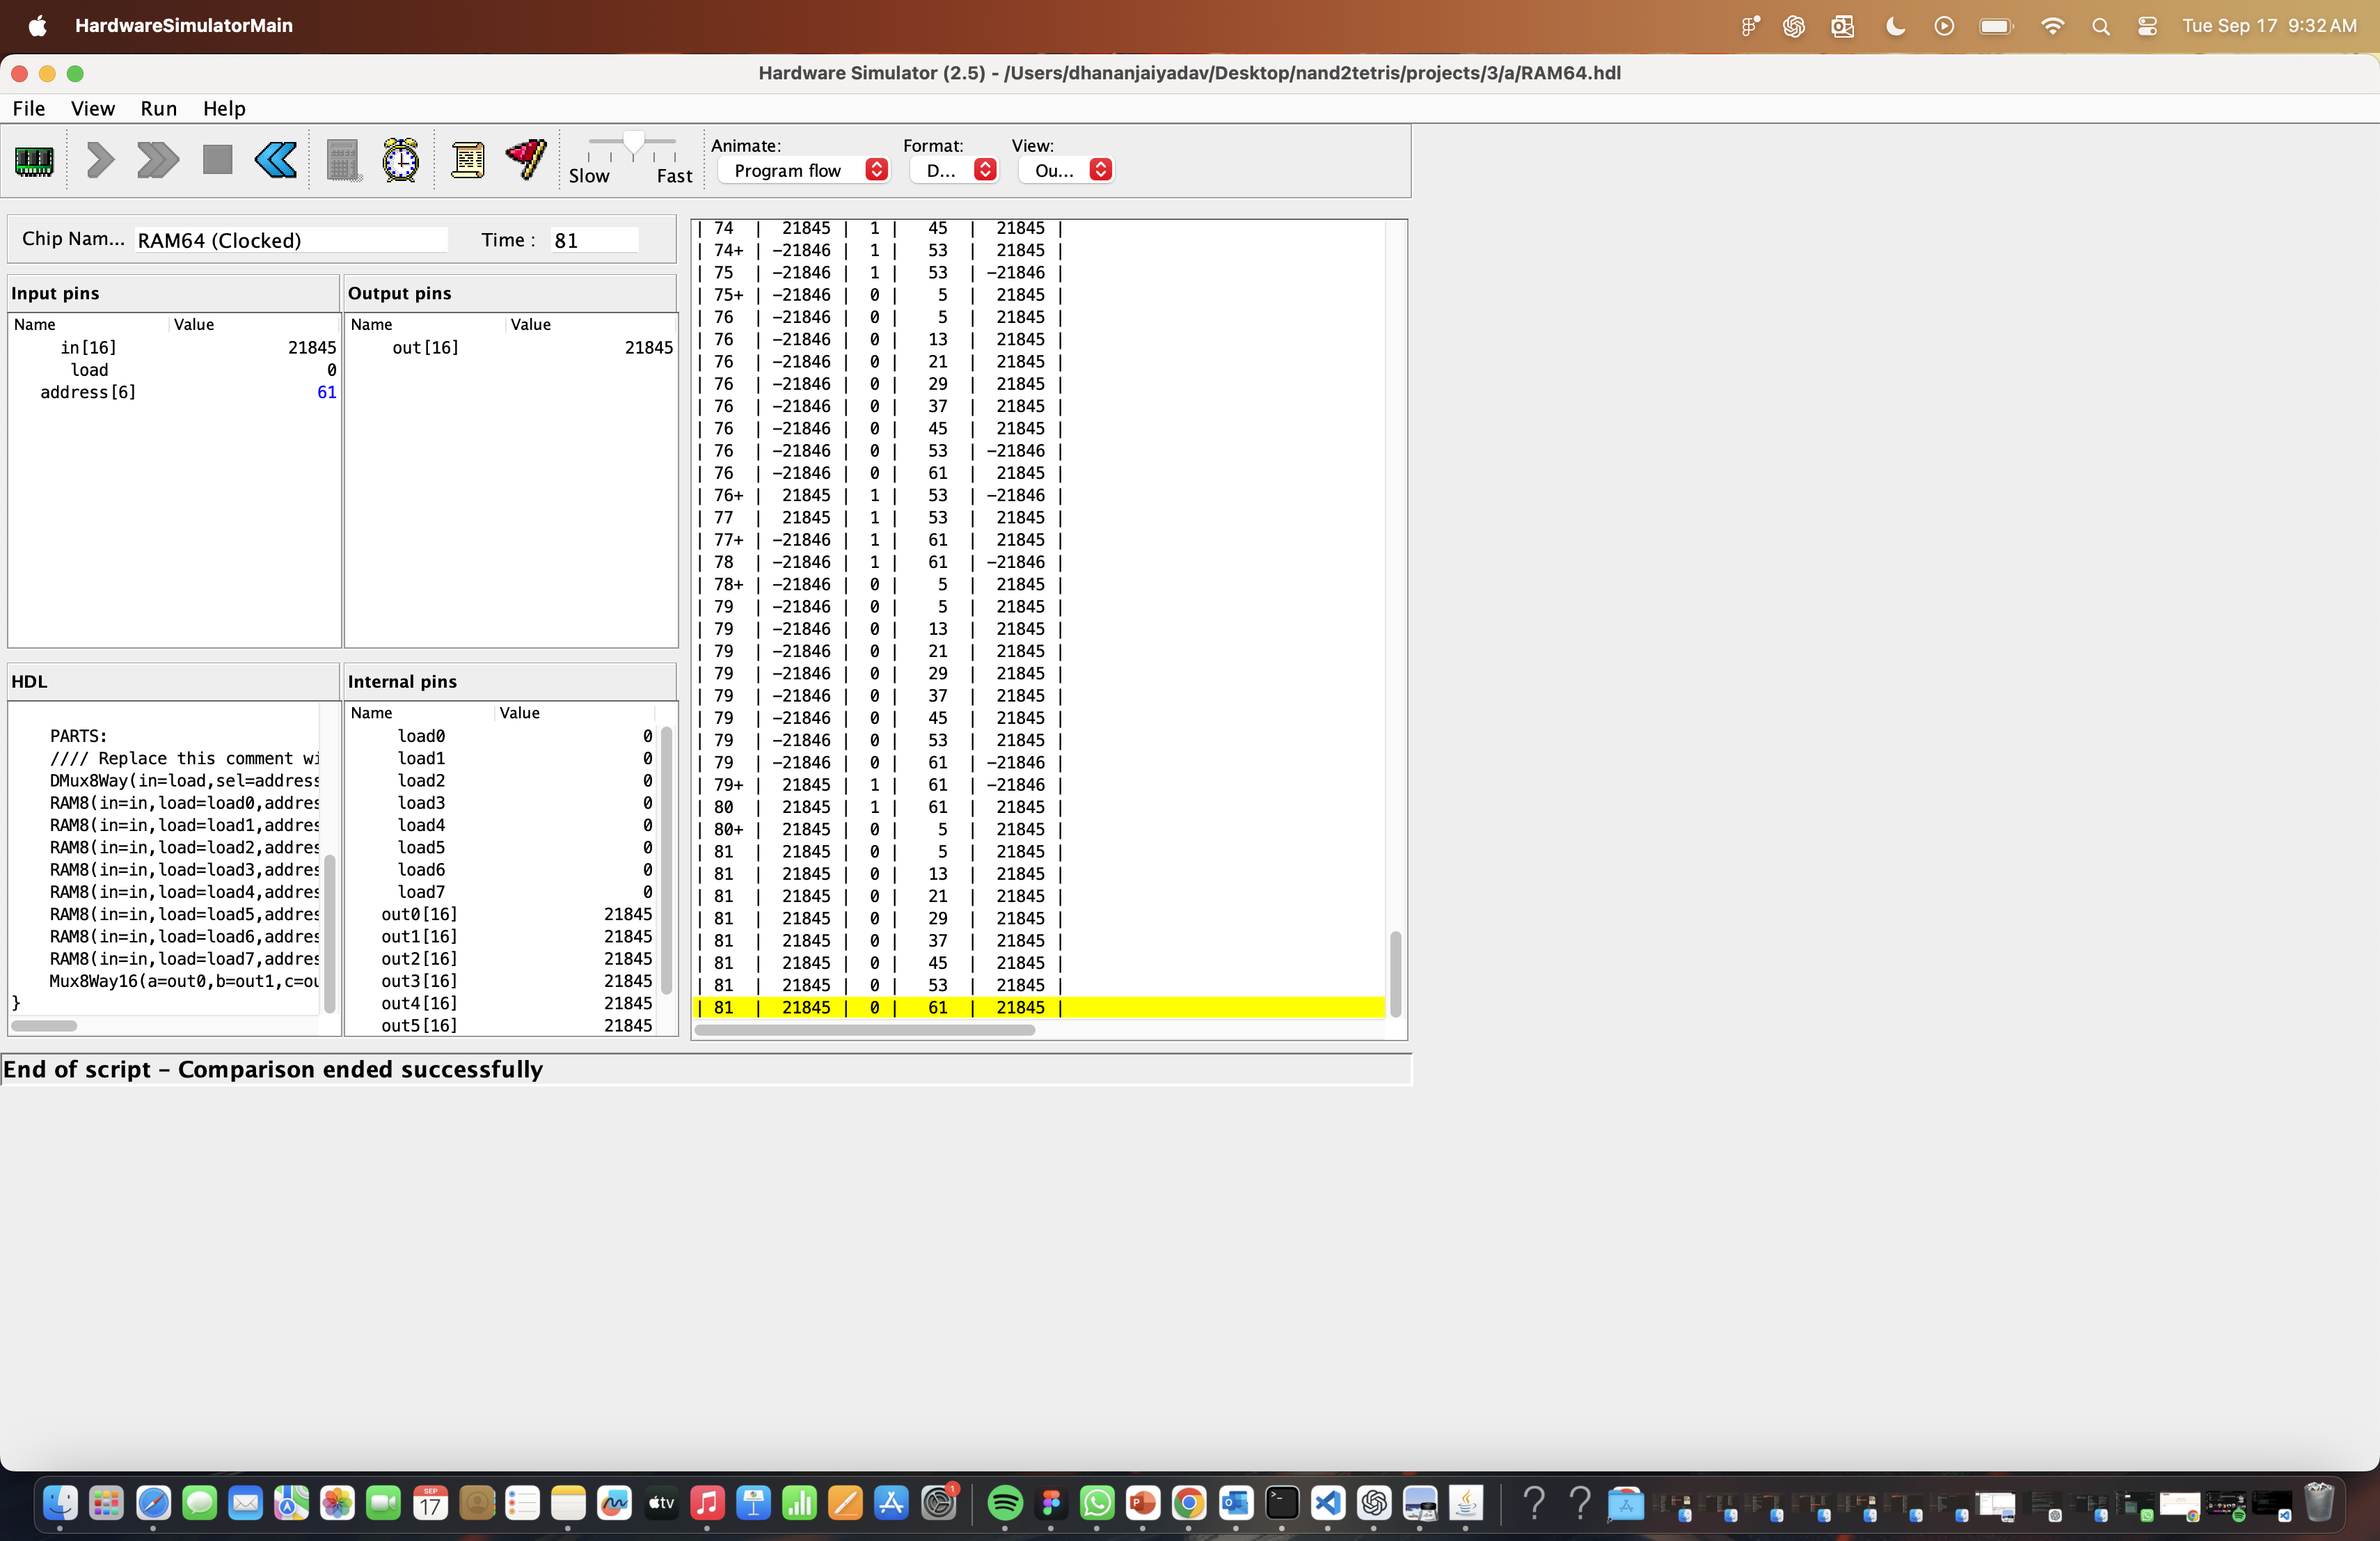 HardwareSimulatorMain
Tue Sep 17 9:32 AM
Hardware Simulator (2.5) - /Users/dhananjaiyadav/Desktop/nand2tetris/projects/3/a/RAM64.hdl
File View Run Help
Slow Fast
Animate: Format: View:
Program flow D... Ou...
Chip Nam... RAM64 (Clocked) Time : 81
Input pins
Name Value
in[16] 21845
load 0
address[6] 61
Output pins
Name Value
out[16] 21845
HDL
PARTS:
//// Replace this comment wi
DMux8Way(in=load,sel=address
RAM8(in=in,load=load0,addres
RAM8(in=in,load=load1,addres
RAM8(in=in,load=load2,addres
RAM8(in=in,load=load3,addres
RAM8(in=in,load=load4,addres
RAM8(in=in,load=load5,addres
RAM8(in=in,load=load6,addres
RAM8(in=in,load=load7,addres
Mux8Way16(a=out0,b=out1,c=ou
}
Internal pins
Name Value
load0 0
load1 0
load2 0
load3 0
load4 0
load5 0
load6 0
load7 0
out0[16] 21845
out1[16] 21845
out2[16] 21845
out3[16] 21845
out4[16] 21845
out5[16] 21845
| 74 | 21845 | 1 | 45 | 21845 |
| 74+ | -21846 | 1 | 53 | 21845 |
| 75 | -21846 | 1 | 53 | -21846 |
| 75+ | -21846 | 0 | 5 | 21845 |
| 76 | -21846 | 0 | 5 | 21845 |
| 76 | -21846 | 0 | 13 | 21845 |
| 76 | -21846 | 0 | 21 | 21845 |
| 76 | -21846 | 0 | 29 | 21845 |
| 76 | -21846 | 0 | 37 | 21845 |
| 76 | -21846 | 0 | 45 | 21845 |
| 76 | -21846 | 0 | 53 | -21846 |
| 76 | -21846 | 0 | 61 | 21845 |
| 76+ | 21845 | 1 | 53 | -21846 |
| 77 | 21845 | 1 | 53 | 21845 |
| 77+ | -21846 | 1 | 61 | 21845 |
| 78 | -21846 | 1 | 61 | -21846 |
| 78+ | -21846 | 0 | 5 | 21845 |
| 79 | -21846 | 0 | 5 | 21845 |
| 79 | -21846 | 0 | 13 | 21845 |
| 79 | -21846 | 0 | 21 | 21845 |
| 79 | -21846 | 0 | 29 | 21845 |
| 79 | -21846 | 0 | 37 | 21845 |
| 79 | -21846 | 0 | 45 | 21845 |
| 79 | -21846 | 0 | 53 | 21845 |
| 79 | -21846 | 0 | 61 | -21846 |
| 79+ | 21845 | 1 | 61 | -21846 |
| 80 | 21845 | 1 | 61 | 21845 |
| 80+ | 21845 | 0 | 5 | 21845 |
| 81 | 21845 | 0 | 5 | 21845 |
| 81 | 21845 | 0 | 13 | 21845 |
| 81 | 21845 | 0 | 21 | 21845 |
| 81 | 21845 | 0 | 29 | 21845 |
| 81 | 21845 | 0 | 37 | 21845 |
| 81 | 21845 | 0 | 45 | 21845 |
| 81 | 21845 | 0 | 53 | 21845 |
| 81 | 21845 | 0 | 61 | 21845 |
End of script - Comparison ended successfully
SEP
17
tv
1